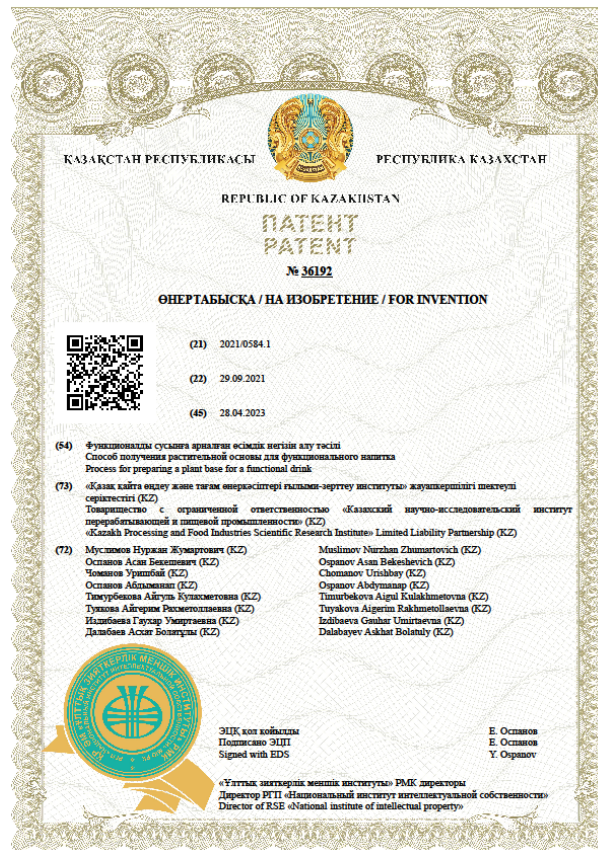 ҚАЗАҚСТАН РЕСПУБЛИКАСЫ
РЕСПУБЛИКА КАЗАХСТАН
REPUBLIC OF KAZAKHSTAN
ПАТЕНТ
PATENT
№ 36192
ӨНЕРТАБЫСҚА / НА ИЗОБРЕТЕНИЕ / FOR INVENTION
(21) 2021/0584.1
(22) 29.09.2021
(45) 28.04.2023
(54) Функционалды сусынға арналған өсімдік негізін алу тәсілі
Способ получения растительной основы для функционального напитка
Process for preparing a plant base for a functional drink
(73) «Қазақ қайта өңдеу және тағам өнеркәсіптері ғылыми-зерттеу институты» жауапкершілігі шектеулі
серіктестігі (KZ)
Товарищество с ограниченной ответственностью «Казахский научно-исследовательский институт
перерабатывающей и пищевой промышленности» (KZ)
«Kazakh Processing and Food Industries Scientific Research Institute» Limited Liability Partnership (KZ)
(72) Муслимов Нуржан Жумартович (KZ) Muslimov Nurzhan Zhumartovich (KZ)
Оспанов Асан Бекешевич (KZ) Ospanov Asan Bekeshevich (KZ)
Чоманов Уришбай (KZ) Chomanov Urishbay (KZ)
Оспанов Абдыманап (KZ) Ospanov Abdymanap (KZ)
Тимурбекова Айгуль Кулахметовна (KZ) Timurbekova Aigul Kulakhmetovna (KZ)
Туякова Айгерим Рахметоллаевна (KZ) Tuyakova Aigerim Rakhmetollaevna (KZ)
Издибаева Гаухар Умиртаевна (KZ) Izdibaeva Gauhar Umirtaevna (KZ)
Далабаев Асхат Болатұлы (KZ) Dalabayev Askhat Bolatuly (KZ)
ЭЦҚ қол қойылды Е. Оспанов
Подписано ЭЦП Е. Оспанов
Signed with EDS Y. Ospanov
«Ұлттық зияткерлік меншік институты» РМК директоры
Директор РГП «Национальный институт интеллектуальной собственности»
Director of RSE «National institute of intellectual property»